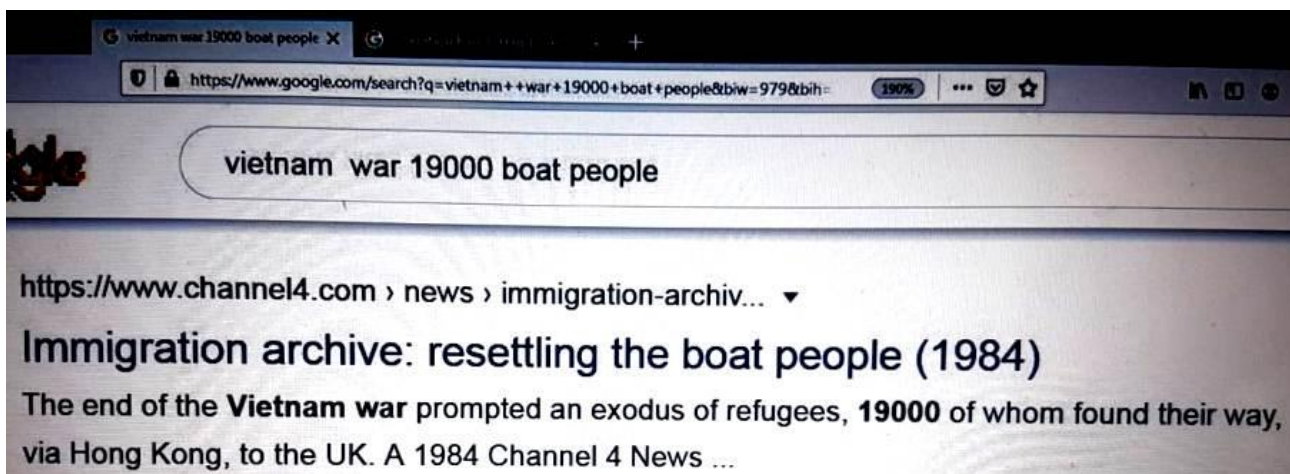 vietnam war 19000 boat people
https://www.google.com/search?q=vietnam++war+19000+boat+people&biw=979&bih=
190%
vietnam war 19000 boat people
https://www.channel4.com › news › immigration-archiv...
Immigration archive: resettling the boat people (1984)
The end of the Vietnam war prompted an exodus of refugees, 19000 of whom found their way,
via Hong Kong, to the UK. A 1984 Channel 4 News ...